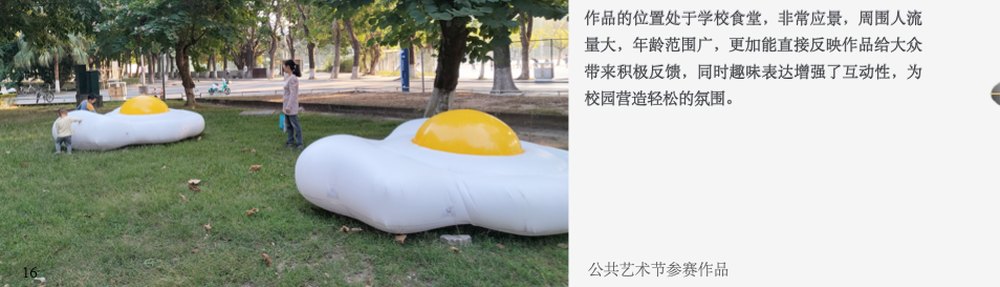 作品的位置处于学校食堂，非常应景，周围人流
量大，年龄范围广，更加能直接反映作品给大众
带来积极反馈，同时趣味表达增强了互动性，为
校园营造轻松的氛围。
16
公共艺术节参赛作品